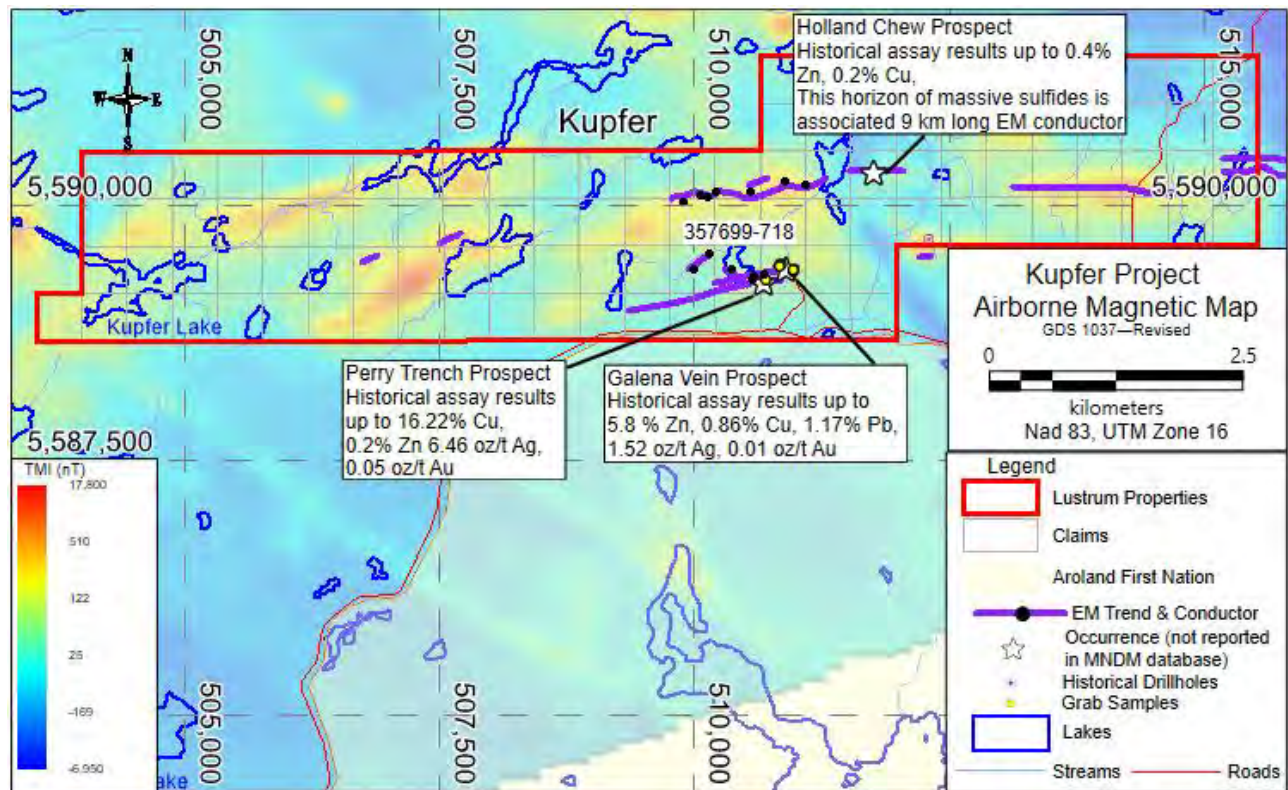 Holland Chew Prospect
Historical assay results up to 0.4%
Zn, 0.2% Cu,
This horizon of massive sulfides is
associated 9 km long EM conductor
505,000
507,500
510,000
515,000
N
W E
S
Kupfer
5,590,000
5,590,000
357699-718
Kupfer Lake
Perry Trench Prospect
Historical assay results
up to 16.22% Cu,
0.2% Zn 6.46 oz/t Ag,
0.05 oz/t Au
Galena Vein Prospect
Historical assay results up to
5.8 % Zn, 0.86% Cu, 1.17% Pb,
1.52 oz/t Ag, 0.01 oz/t Au
Kupfer Project
Airborne Magnetic Map
GDS 1037—Revised
0 2.5
kilometers
Nad 83, UTM Zone 16
5,587,500
TMI (nT)
17,800
510
122
26
-169
-6,950
Legend
Lustrum Properties
Claims
Aroland First Nation
EM Trend & Conductor
Occurrence (not reported
in MNDM database)
Historical Drillholes
Grab Samples
Lakes
Streams
Roads
505,000
507,500
510,000
ake